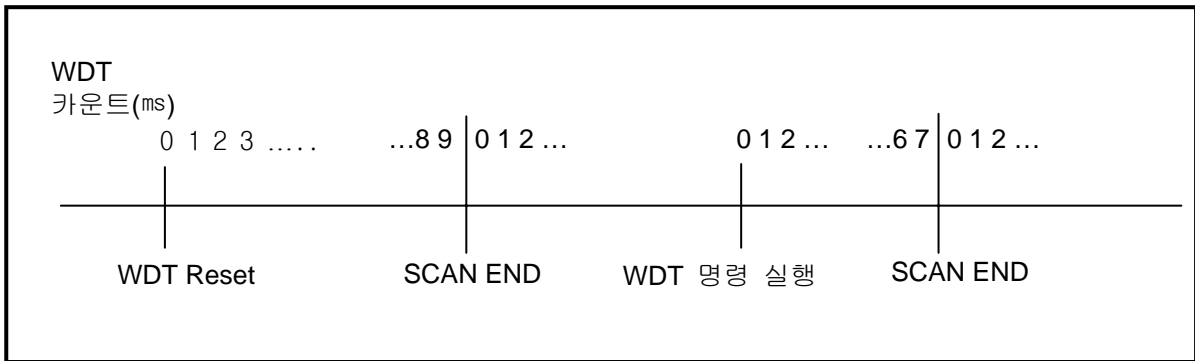 WDT
카운트(㎳)
0 1 2 3 ..... ...8 9 0 1 2 ... 0 1 2 ... ...6 7 0 1 2 ...
WDT Reset SCAN END WDT 명령 실행 SCAN END